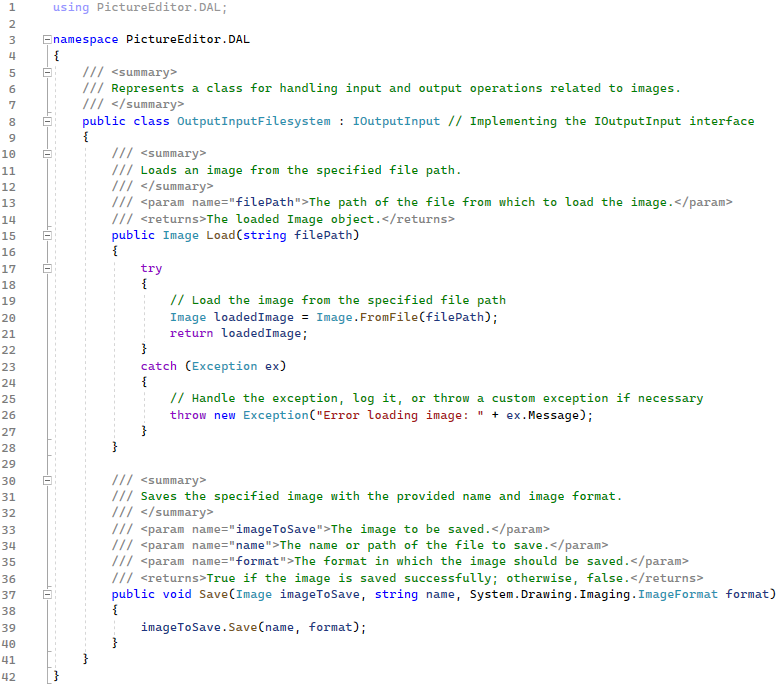 1 using PictureEditor.DAL;
2
3 namespace PictureEditor.DAL
4 {
5 /// <summary>
6 /// Represents a class for handling input and output operations related to images.
7 /// </summary>
8 public class OutputInputFilesystem : IOutputInput // Implementing the IOutputInput interface
9 {
10 /// <summary>
11 /// Loads an image from the specified file path.
12 /// </summary>
13 /// <param name="filePath">The path of the file from which to load the image.</param>
14 /// <returns>The loaded Image object.</returns>
15 public Image Load(string filePath)
16 {
17 try
18 {
19 // Load the image from the specified file path
20 Image loadedImage = Image.FromFile(filePath);
21 return loadedImage;
22 }
23 catch (Exception ex)
24 {
25 // Handle the exception, log it, or throw a custom exception if necessary
26 throw new Exception("Error loading image: " + ex.Message);
27 }
28 }
29
30 /// <summary>
31 /// Saves the specified image with the provided name and image format.
32 /// </summary>
33 /// <param name="imageToSave">The image to be saved.</param>
34 /// <param name="name">The name or path of the file to save.</param>
35 /// <param name="format">The format in which the image should be saved.</param>
36 /// <returns>True if the image is saved successfully; otherwise, false.</returns>
37 public void Save(Image imageToSave, string name, System.Drawing.Imaging.ImageFormat format)
38 {
39 imageToSave.Save(name, format);
40 }
41 }
42 }